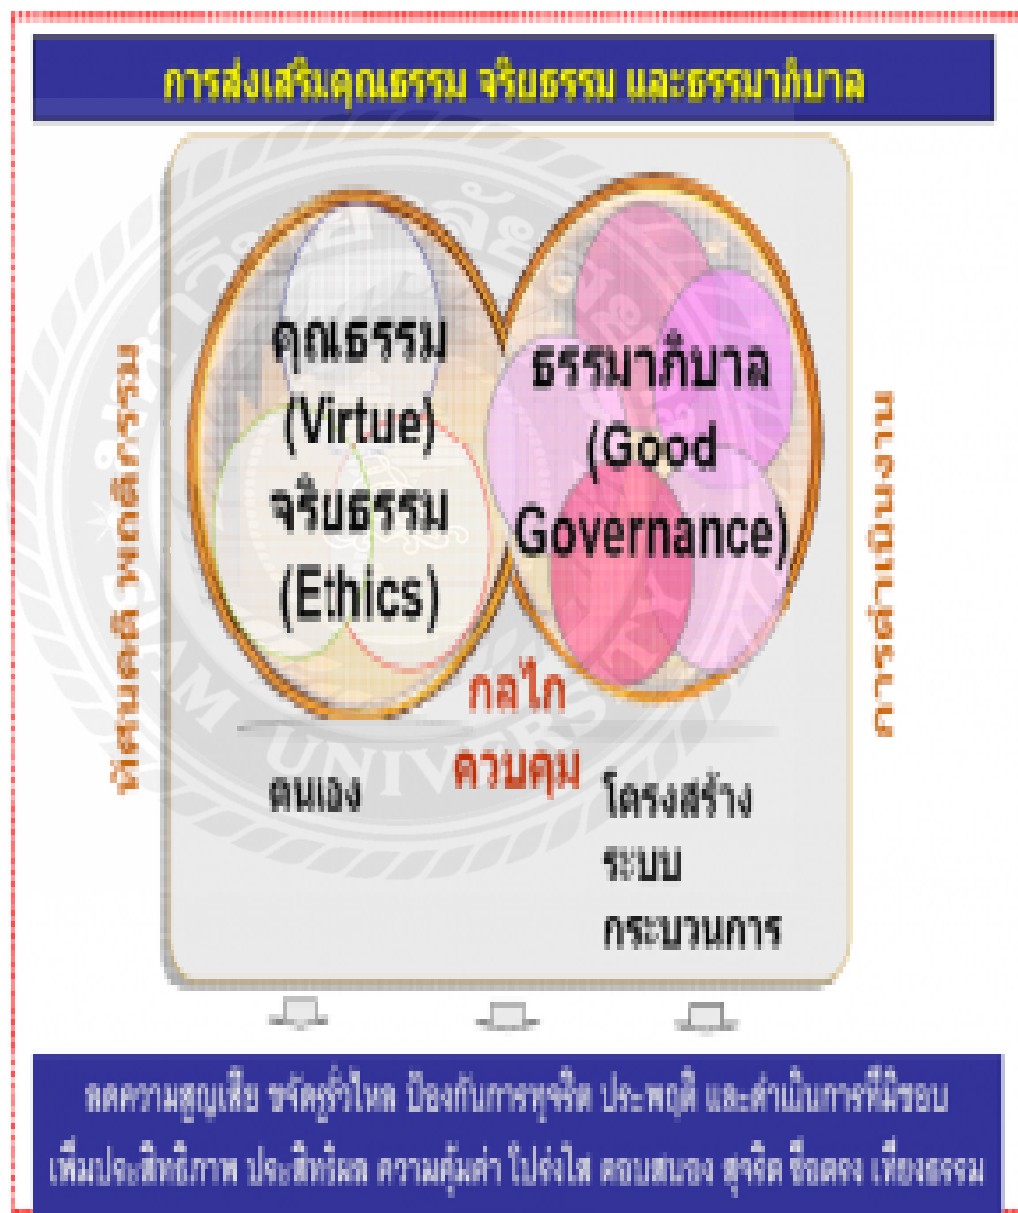 การส่งเสริมคุณธรรม จริยธรรม และธรรมาภิบาล
คุณธรรม
(Virtue)
จริยธรรม
(Ethics)
ธรรมาภิบาล
(Good
Governance)
ทัศนคติ พฤติกรรม
การดำเนินงาน
กลไก
ควบคุม
ตนเอง
โครงสร้าง
ระบบ
กระบวนการ
SIAM UNIVERSITY
ลดความสูญเสีย ขจัดรูรั่วไหล ป้องกันการทุจริต ประพฤติ และดำเนินการที่มิชอบ
เพิ่มประสิทธิภาพ ประสิทธิผล ความคุ้มค่า โปร่งใส ตอบสนอง สุจริต ซื่อตรง เที่ยงธรรม